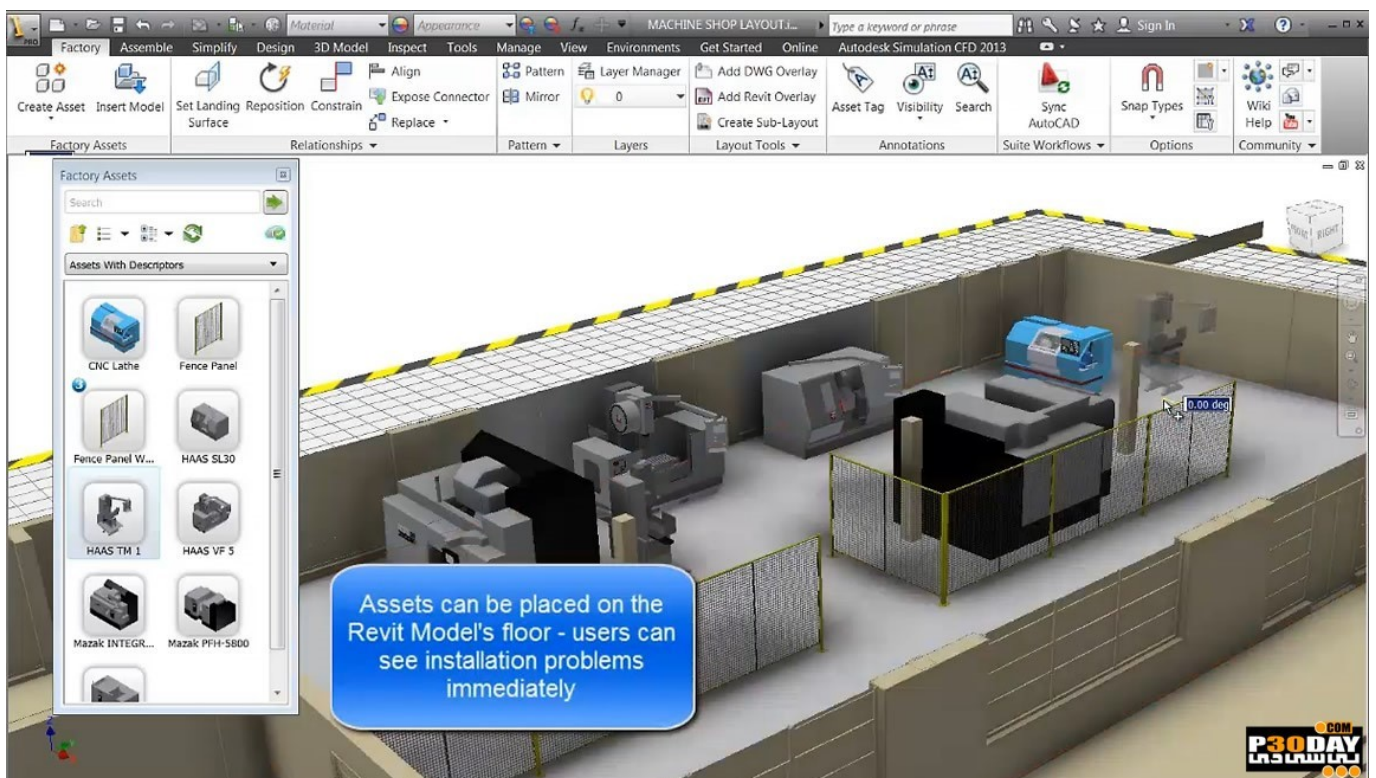 Material
Appearance
MACHINE SHOP LAYOUT.i...
Type a keyword or phrase
Sign In
PRO
Factory Assemble Simplify Design 3D Model Inspect Tools Manage View Environments Get Started Online Autodesk Simulation CFD 2013
Create Asset
Insert Model
Set Landing
Surface
Reposition
Constrain
Align
Expose Connector
Replace
Pattern
Mirror
Layer Manager
0
Add DWG Overlay
Add Revit Overlay
Create Sub-Layout
Asset Tag
Visibility
Search
Sync
AutoCAD
Snap Types
Wiki
Help
Factory Assets
Relationships
Pattern
Layers
Layout Tools
Annotations
Suite Workflows
Options
Community
Factory Assets
Search
Assets With Descriptors
CNC Lathe
Fence Panel
3
Fence Panel W...
HAAS SL30
HAAS TM 1
HAAS VF 5
Mazak INTEGR...
Mazak PFH-5800
RIGHT
0.00 deg
Assets can be placed on the
Revit Model's floor - users can
see installation problems
immediately
.COM
P30DAY